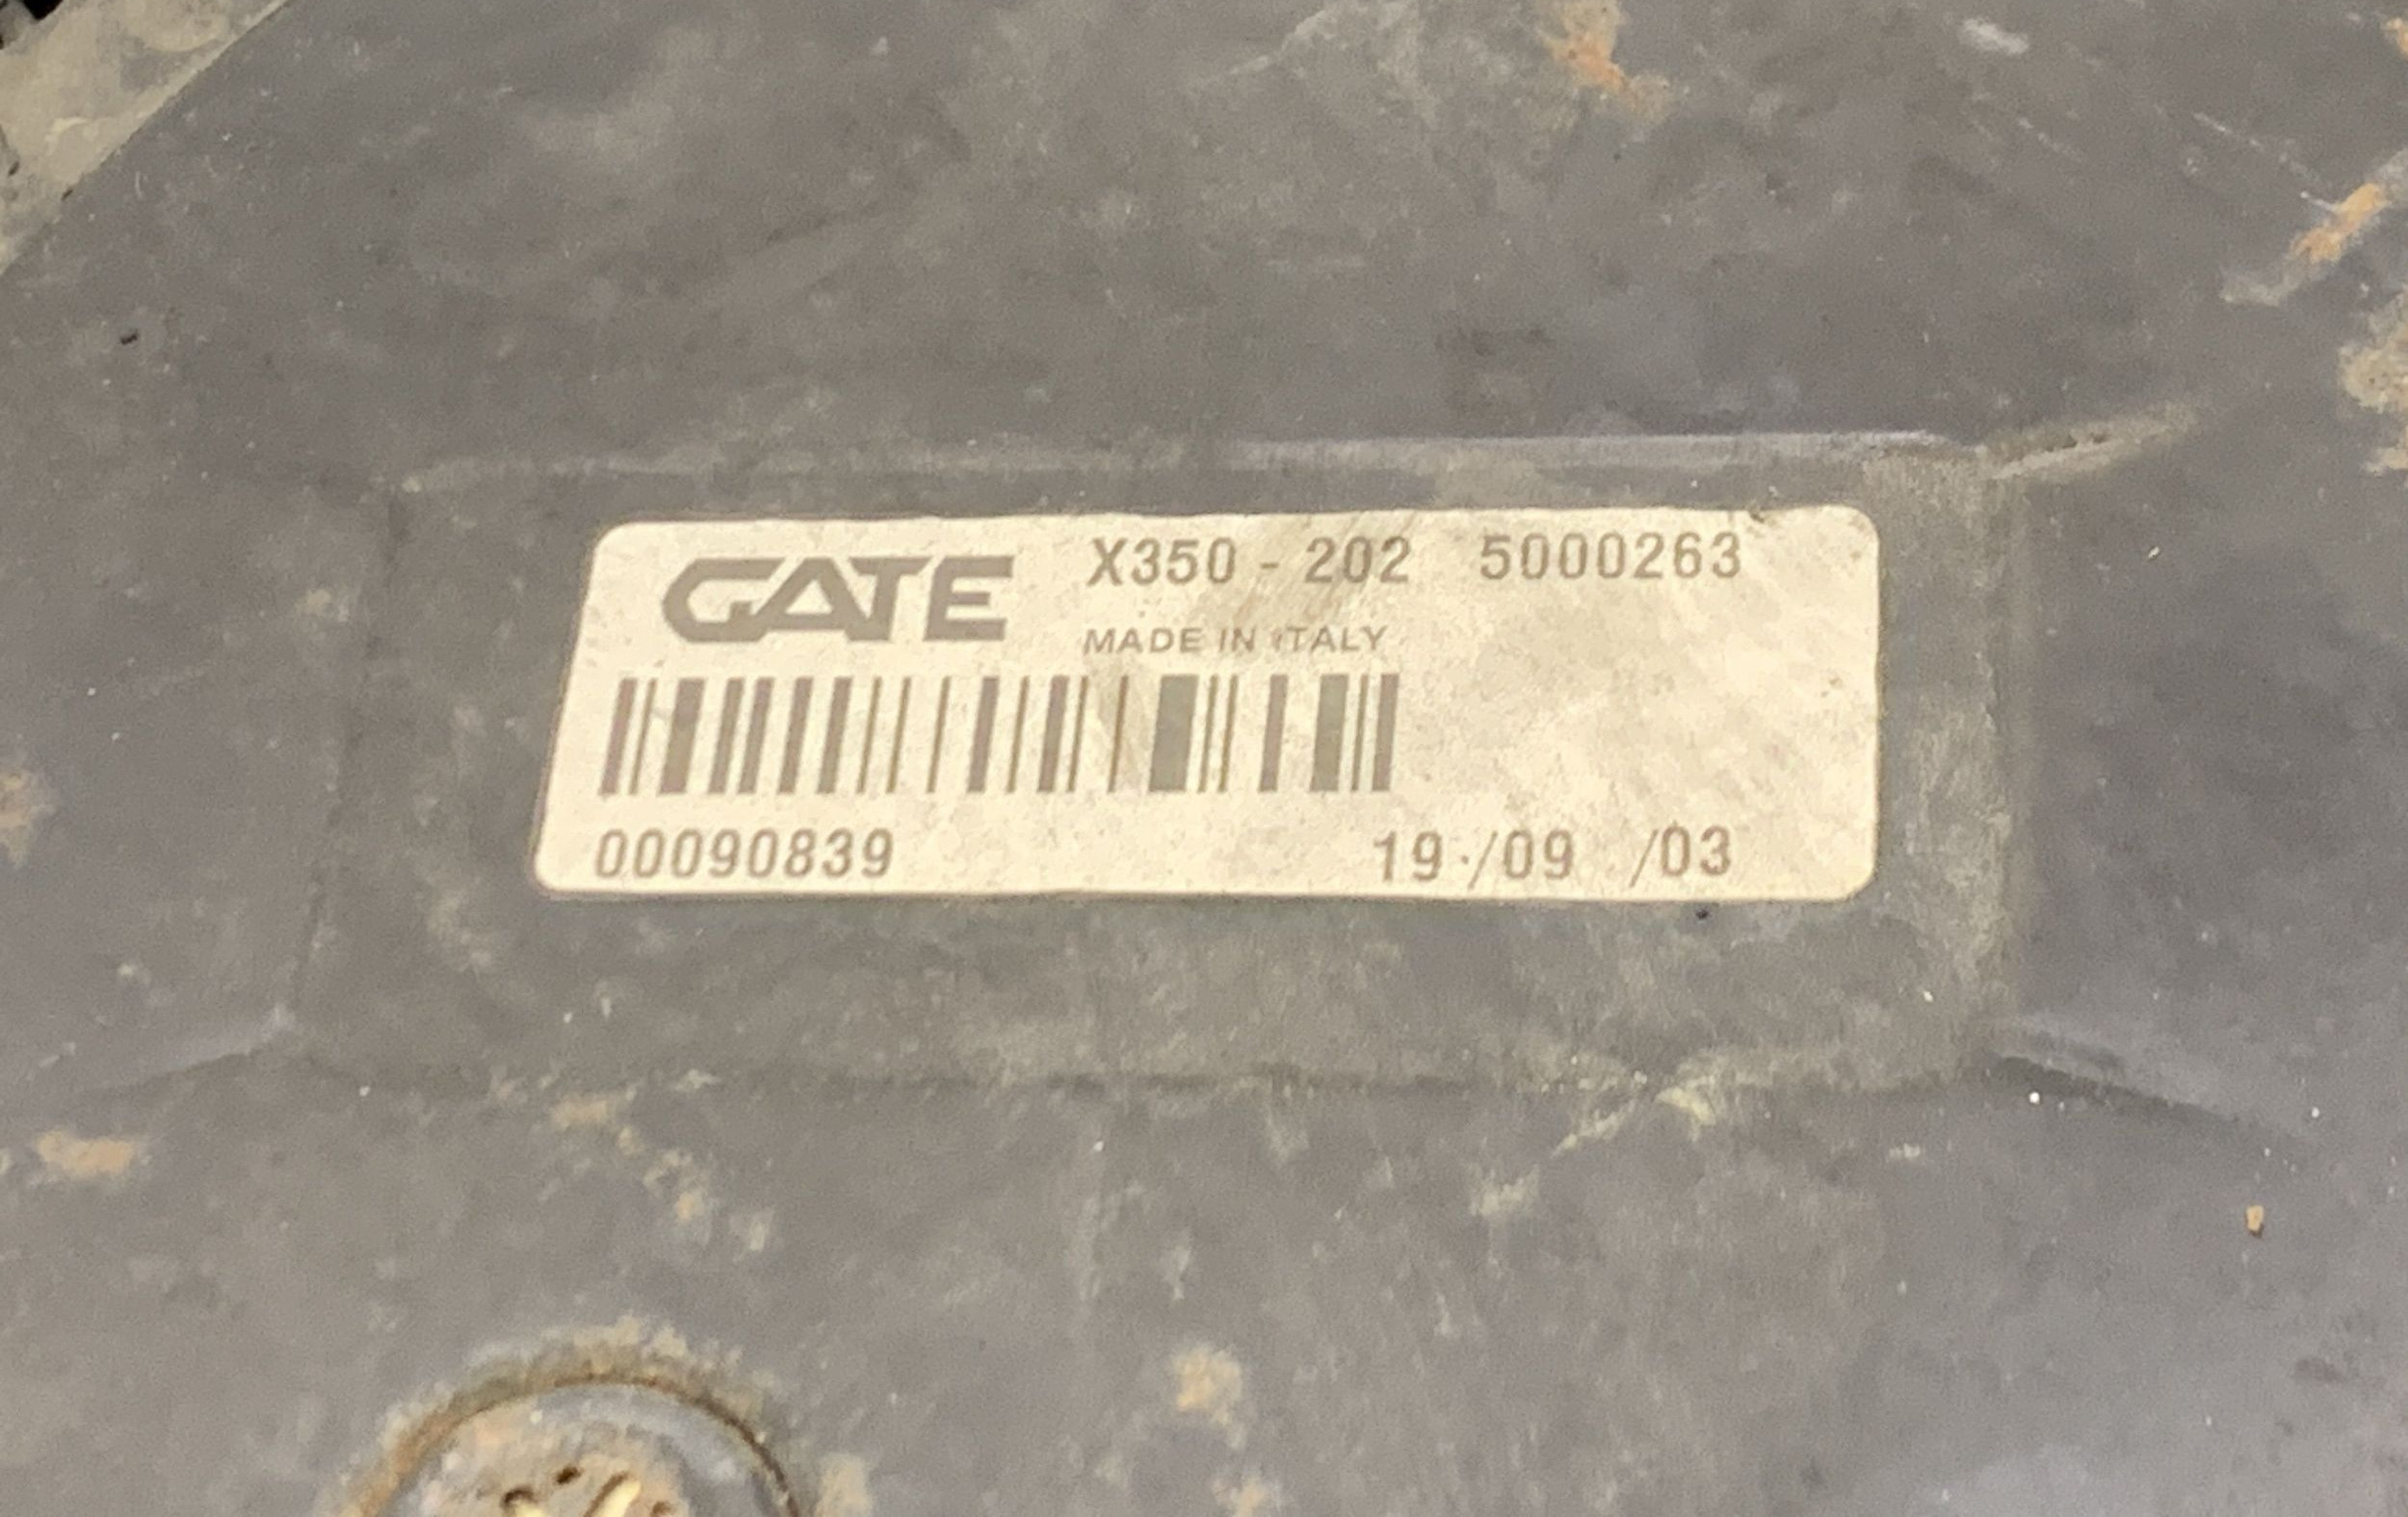 GATE X350 - 202 5000263
MADE IN ITALY
00090839 19·/09 /03